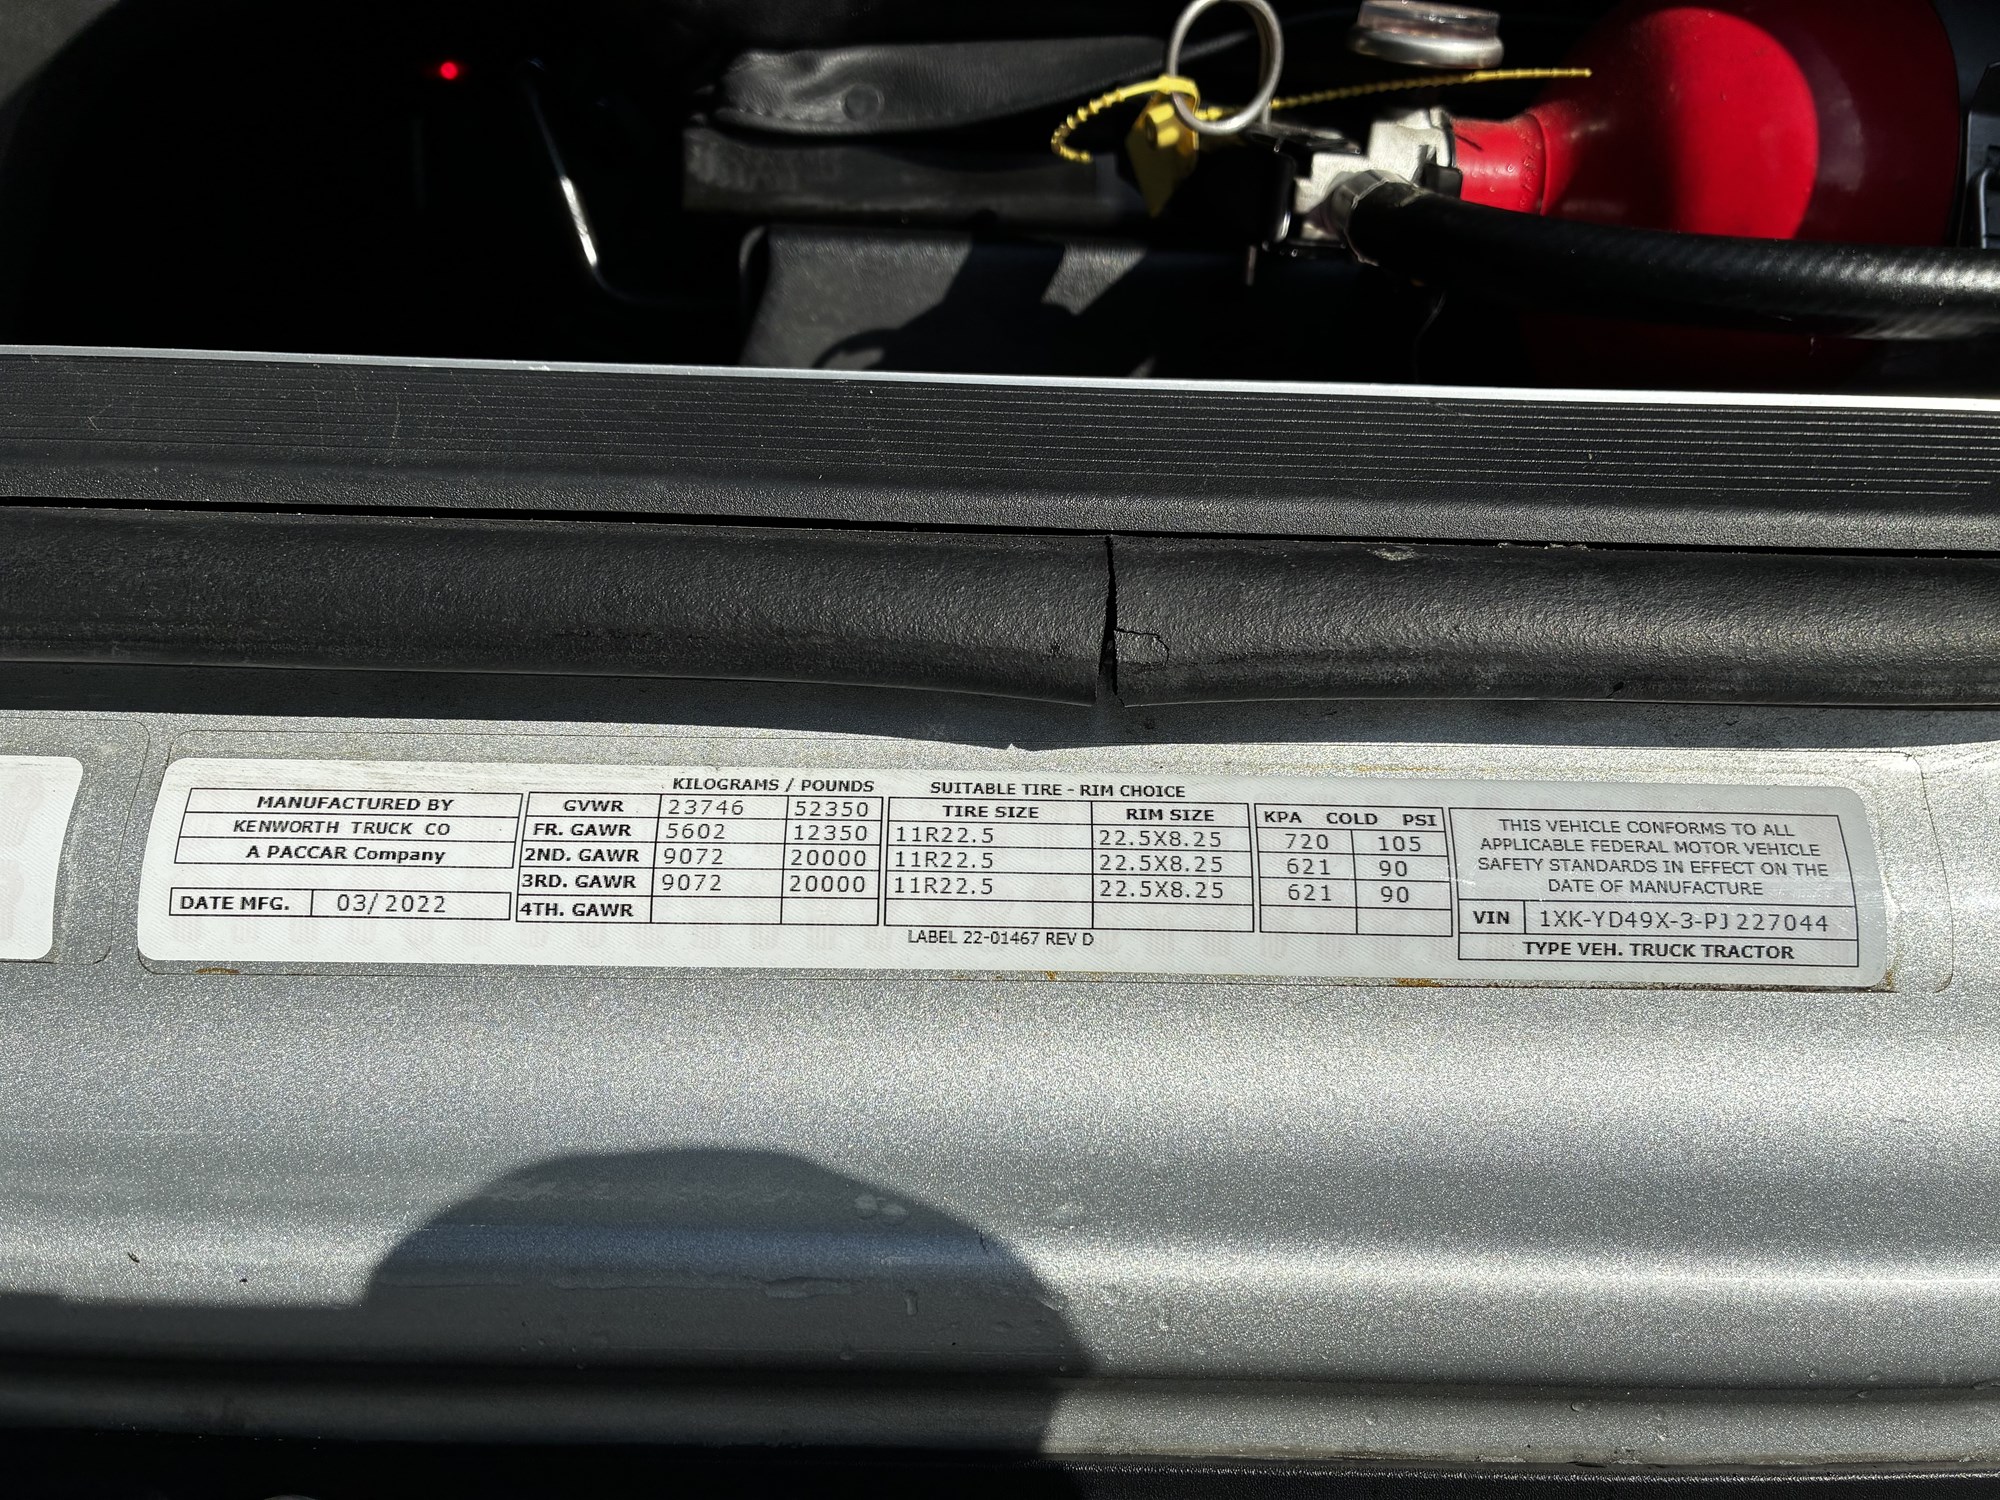 KILOGRAMS / POUNDS SUITABLE TIRE - RIM CHOICE
MANUFACTURED BY
KENWORTH TRUCK CO
A PACCAR Company
DATE MFG. 03/2022
GVWR 23746 52350
FR. GAWR 5602 12350
2ND. GAWR 9072 20000
3RD. GAWR 9072 20000
4TH. GAWR
TIRE SIZE RIM SIZE
11R22.5 22.5X8.25
11R22.5 22.5X8.25
11R22.5 22.5X8.25
KPA COLD PSI
720 105
621 90
621 90
THIS VEHICLE CONFORMS TO ALL
APPLICABLE FEDERAL MOTOR VEHICLE
SAFETY STANDARDS IN EFFECT ON THE
DATE OF MANUFACTURE
VIN 1XK-YD49X-3-PJ227044
TYPE VEH. TRUCK TRACTOR
LABEL 22-01467 REV D